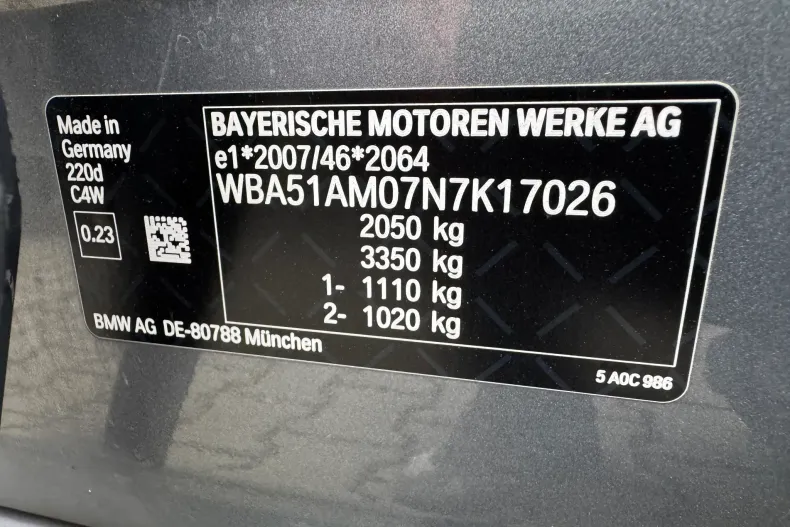 Made in
Germany
220d
C4W
0.23
BAYERISCHE MOTOREN WERKE AG
e1*2007/46*2064
WBA51AM07N7K17026
2050 kg
3350 kg
1- 1110 kg
2- 1020 kg
BMW AG DE-80788 München
5 A0C 986